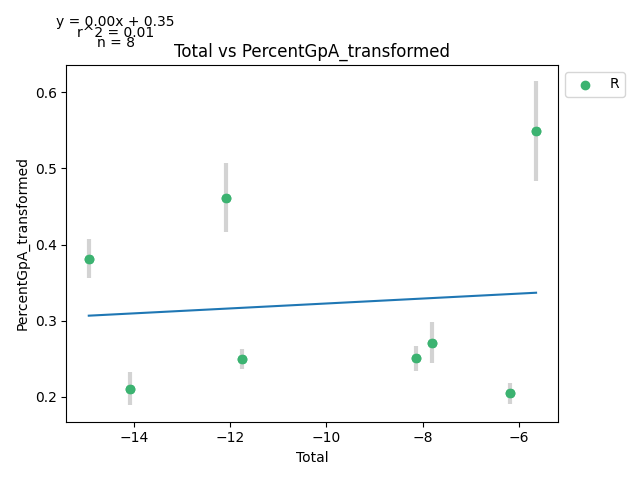 y = 0.00x + 0.35
r^2 = 0.01
n = 8
Total vs PercentGpA_transformed
R
PercentGpA_transformed
0.6
0.5
0.4
0.3
0.2
−14
−12
−10
−8
−6
Total